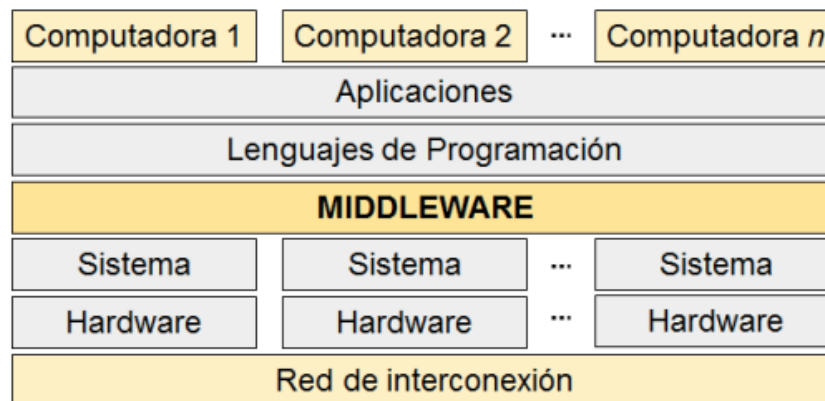 Computadora 1 Computadora 2 ... Computadora n
Aplicaciones
Lenguajes de Programación
MIDDLEWARE
Sistema Sistema ... Sistema
Hardware Hardware ... Hardware
Red de interconexión